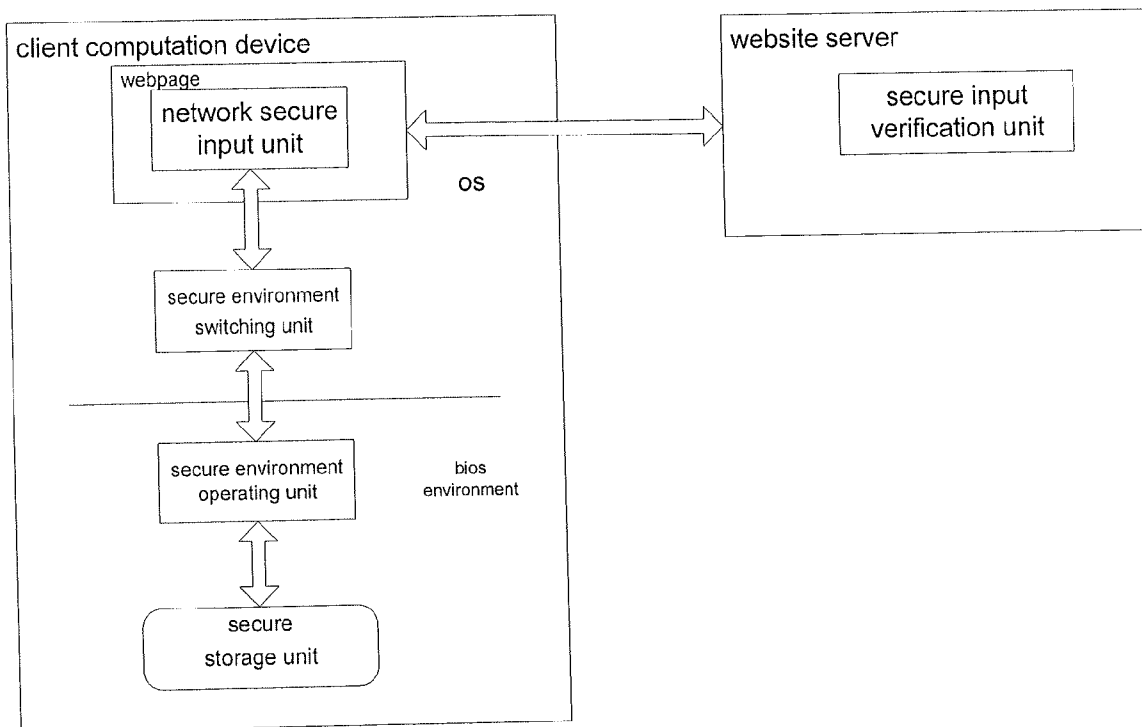 client computation device
webpage
network secure
input unit
os
secure environment
switching unit
secure environment
operating unit
bios
environment
secure
storage unit
website server
secure input
verification unit